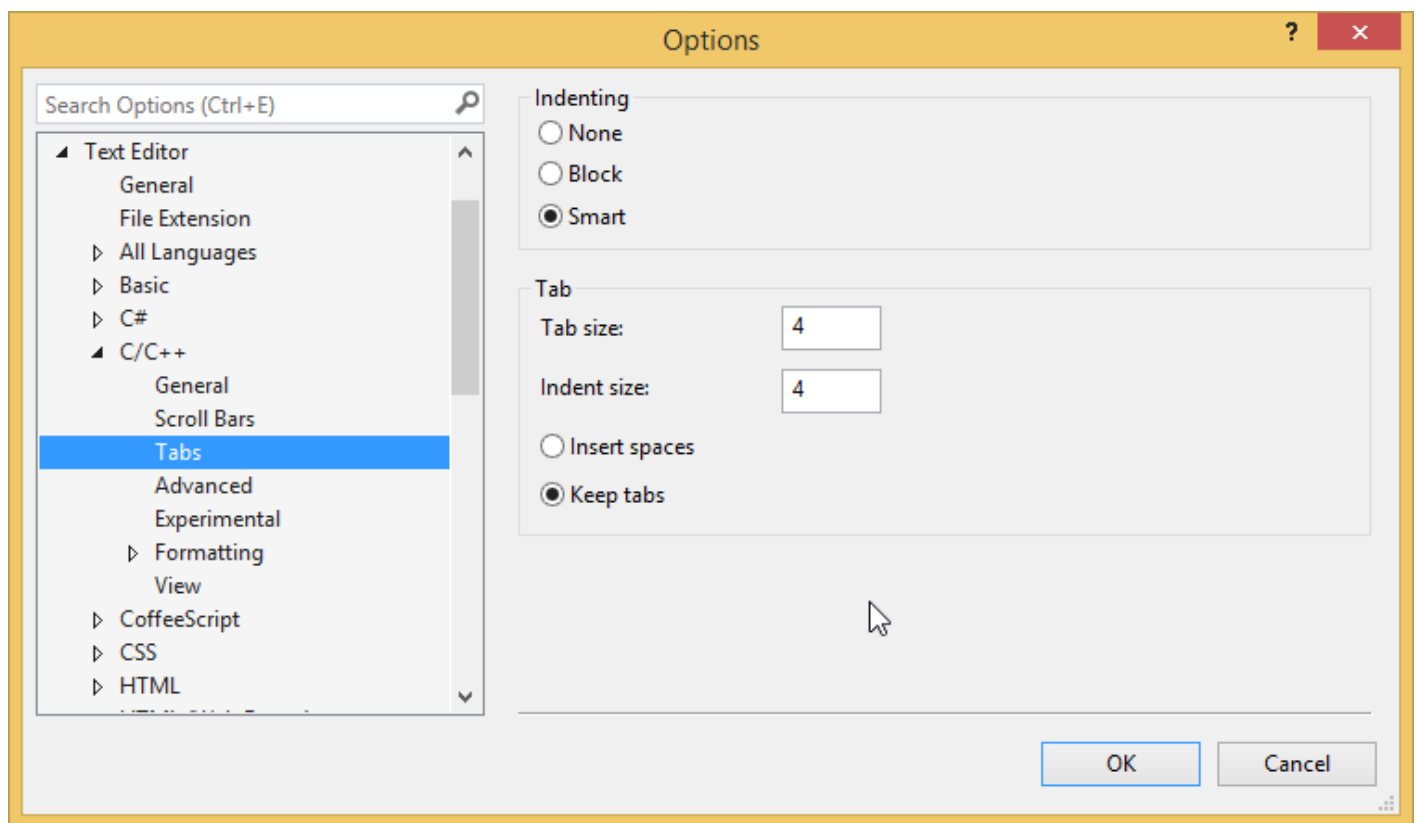 Options
?
Search Options (Ctrl+E)
Text Editor
General
File Extension
All Languages
Basic
C#
C/C++
General
Scroll Bars
Tabs
Advanced
Experimental
Formatting
View
CoffeeScript
CSS
HTML
Indenting
None
Block
Smart
Tab
Tab size: 4
Indent size: 4
Insert spaces
Keep tabs
OK
Cancel